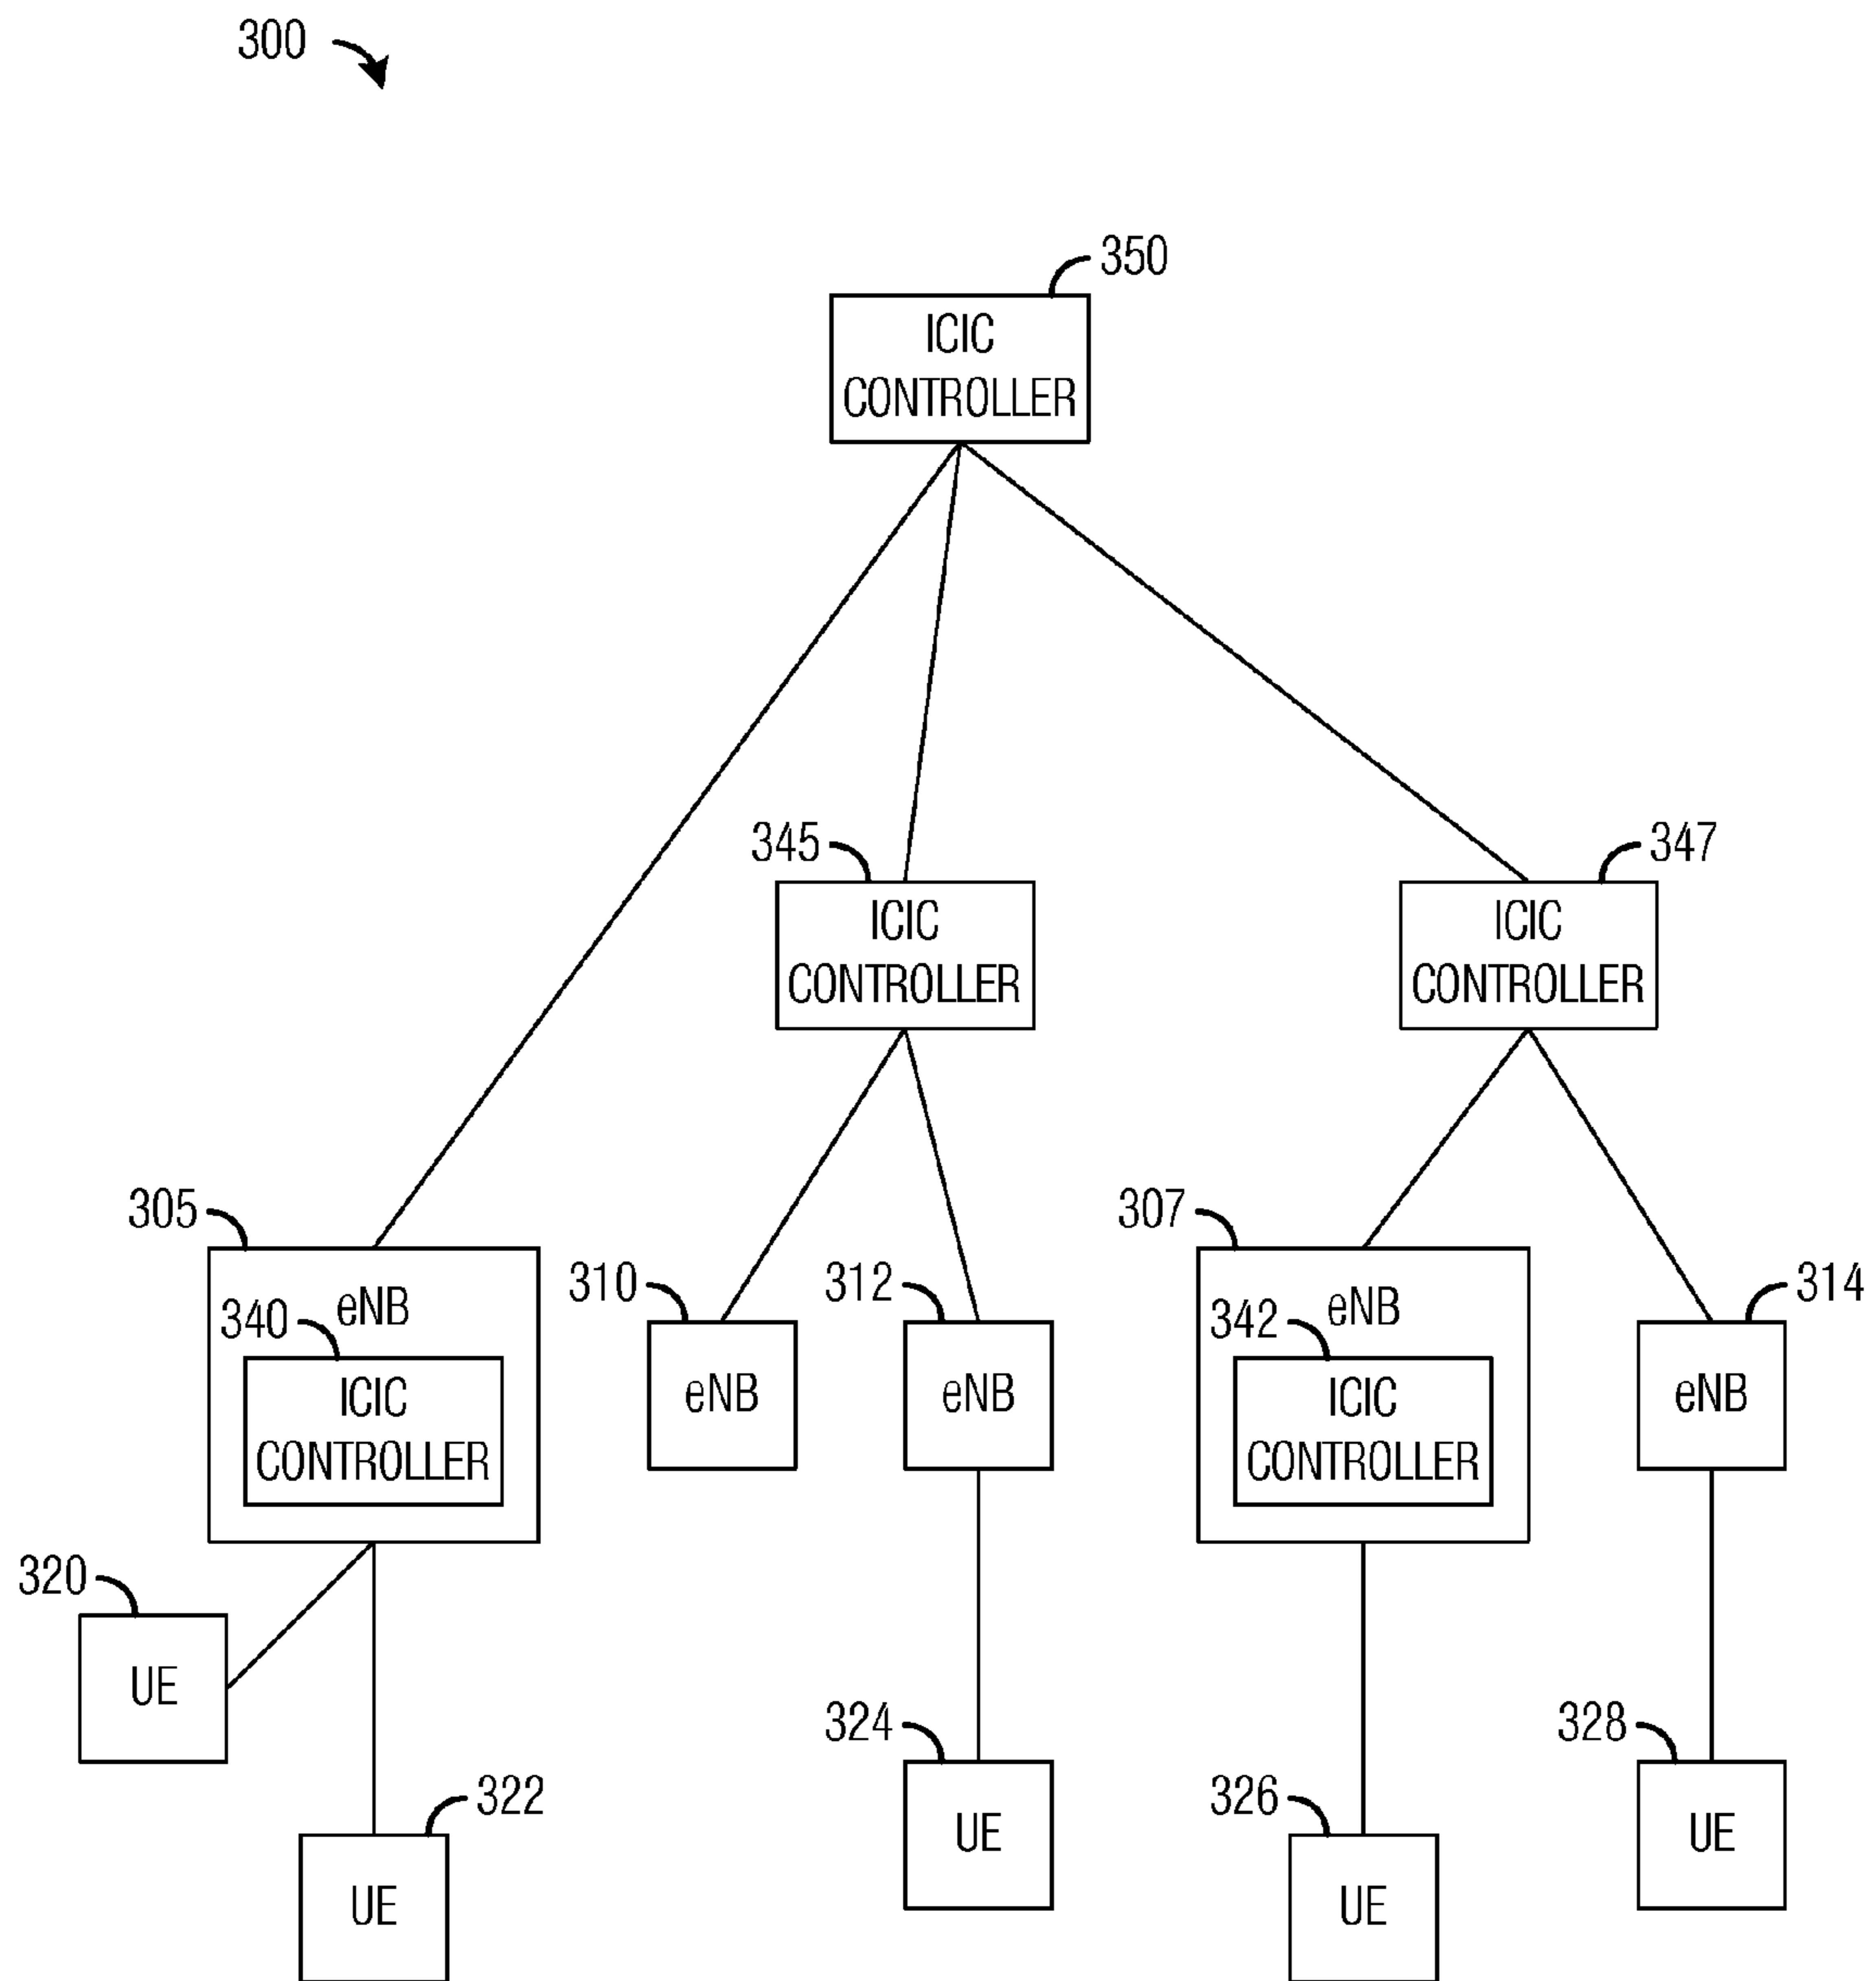 300
350
ICIC
CONTROLLER
345
347
ICIC
CONTROLLER
ICIC
CONTROLLER
305
307
310
312
314
eNB
340
eNB
342
eNB
eNB
eNB
ICIC
CONTROLLER
ICIC
CONTROLLER
320
UE
324
328
322
326
UE
UE
UE
UE